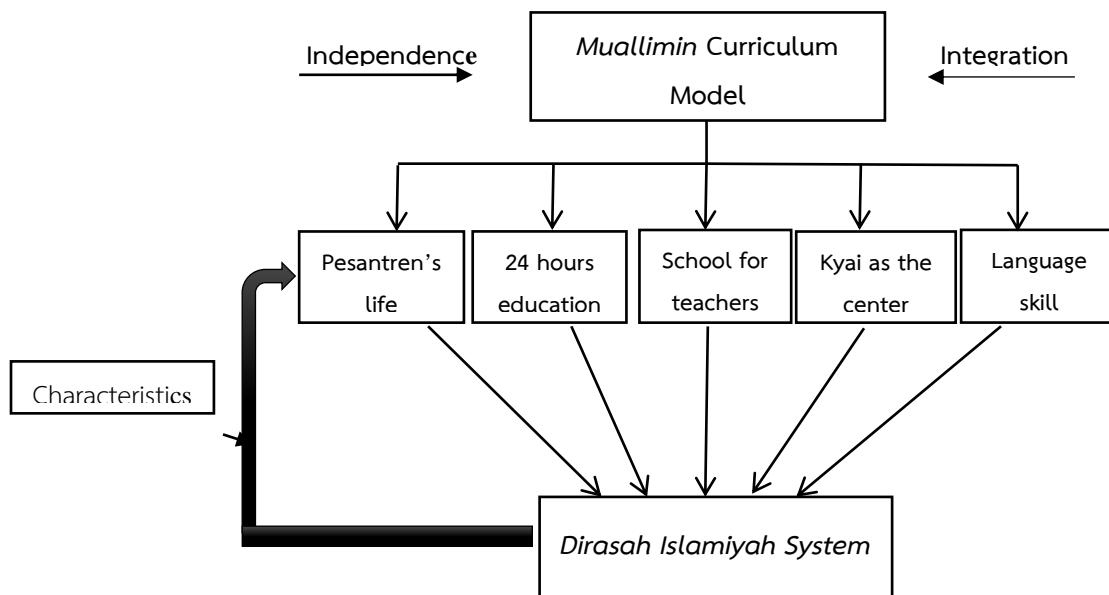 Independence
Muallimin Curriculum
Model
Integration
Pesantren's
life
24 hours
education
School for
teachers
Kyai as the
center
Language
skill
Characteristics
Dirasah Islamiyah System